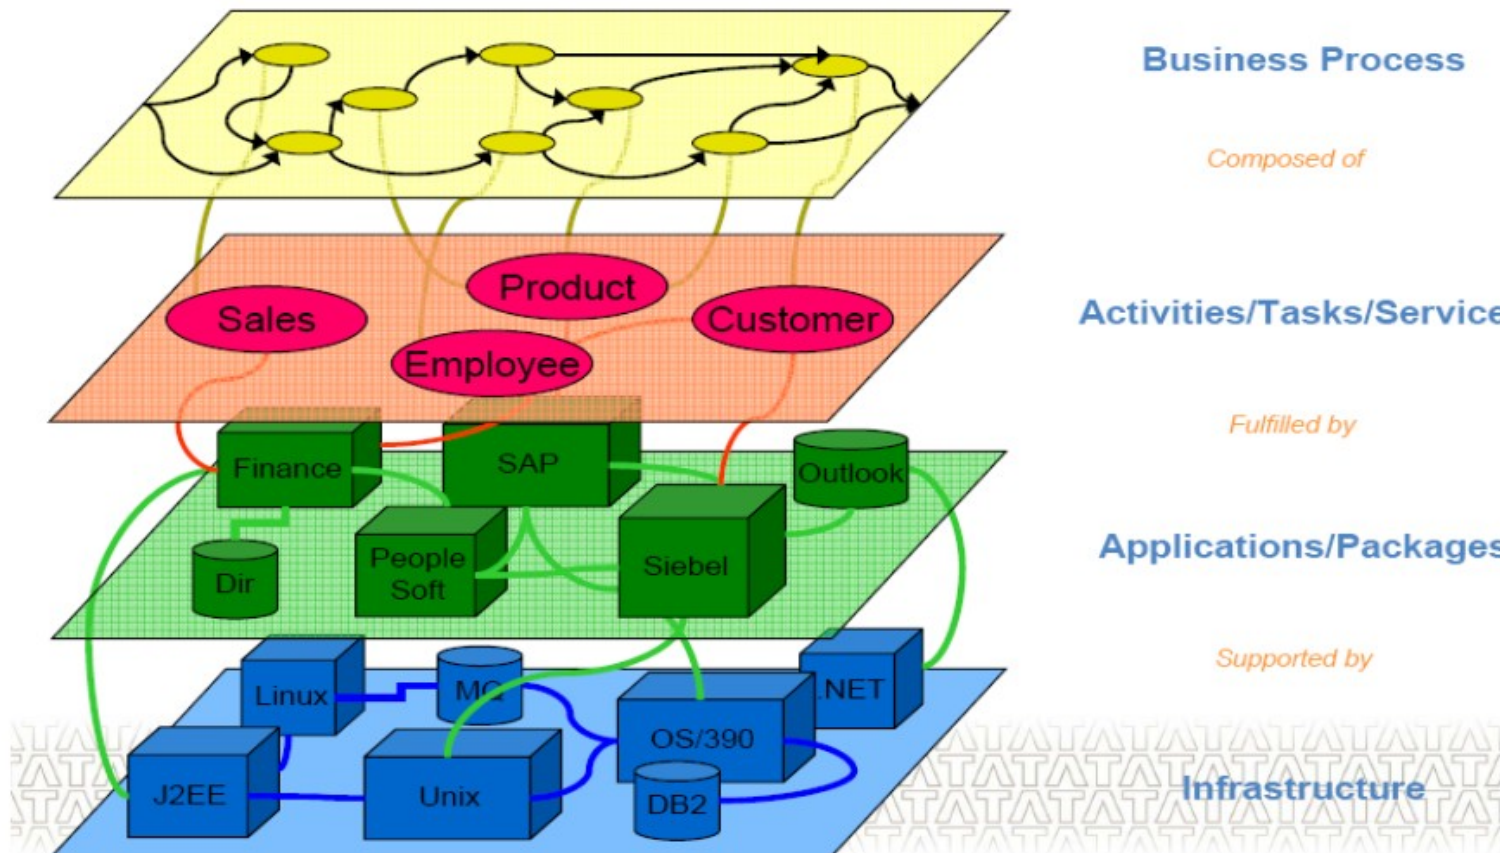 Business Process
Composed of
Product
Sales
Customer
Activities/Tasks/Service
Employee
Fulfilled by
Finance
SAP
Outlook
People
Soft
Siebel
Dir
Applications/Packages
Supported by
Linux
MQ
.NET
OS/390
J2EE
Unix
DB2
Infrastructure